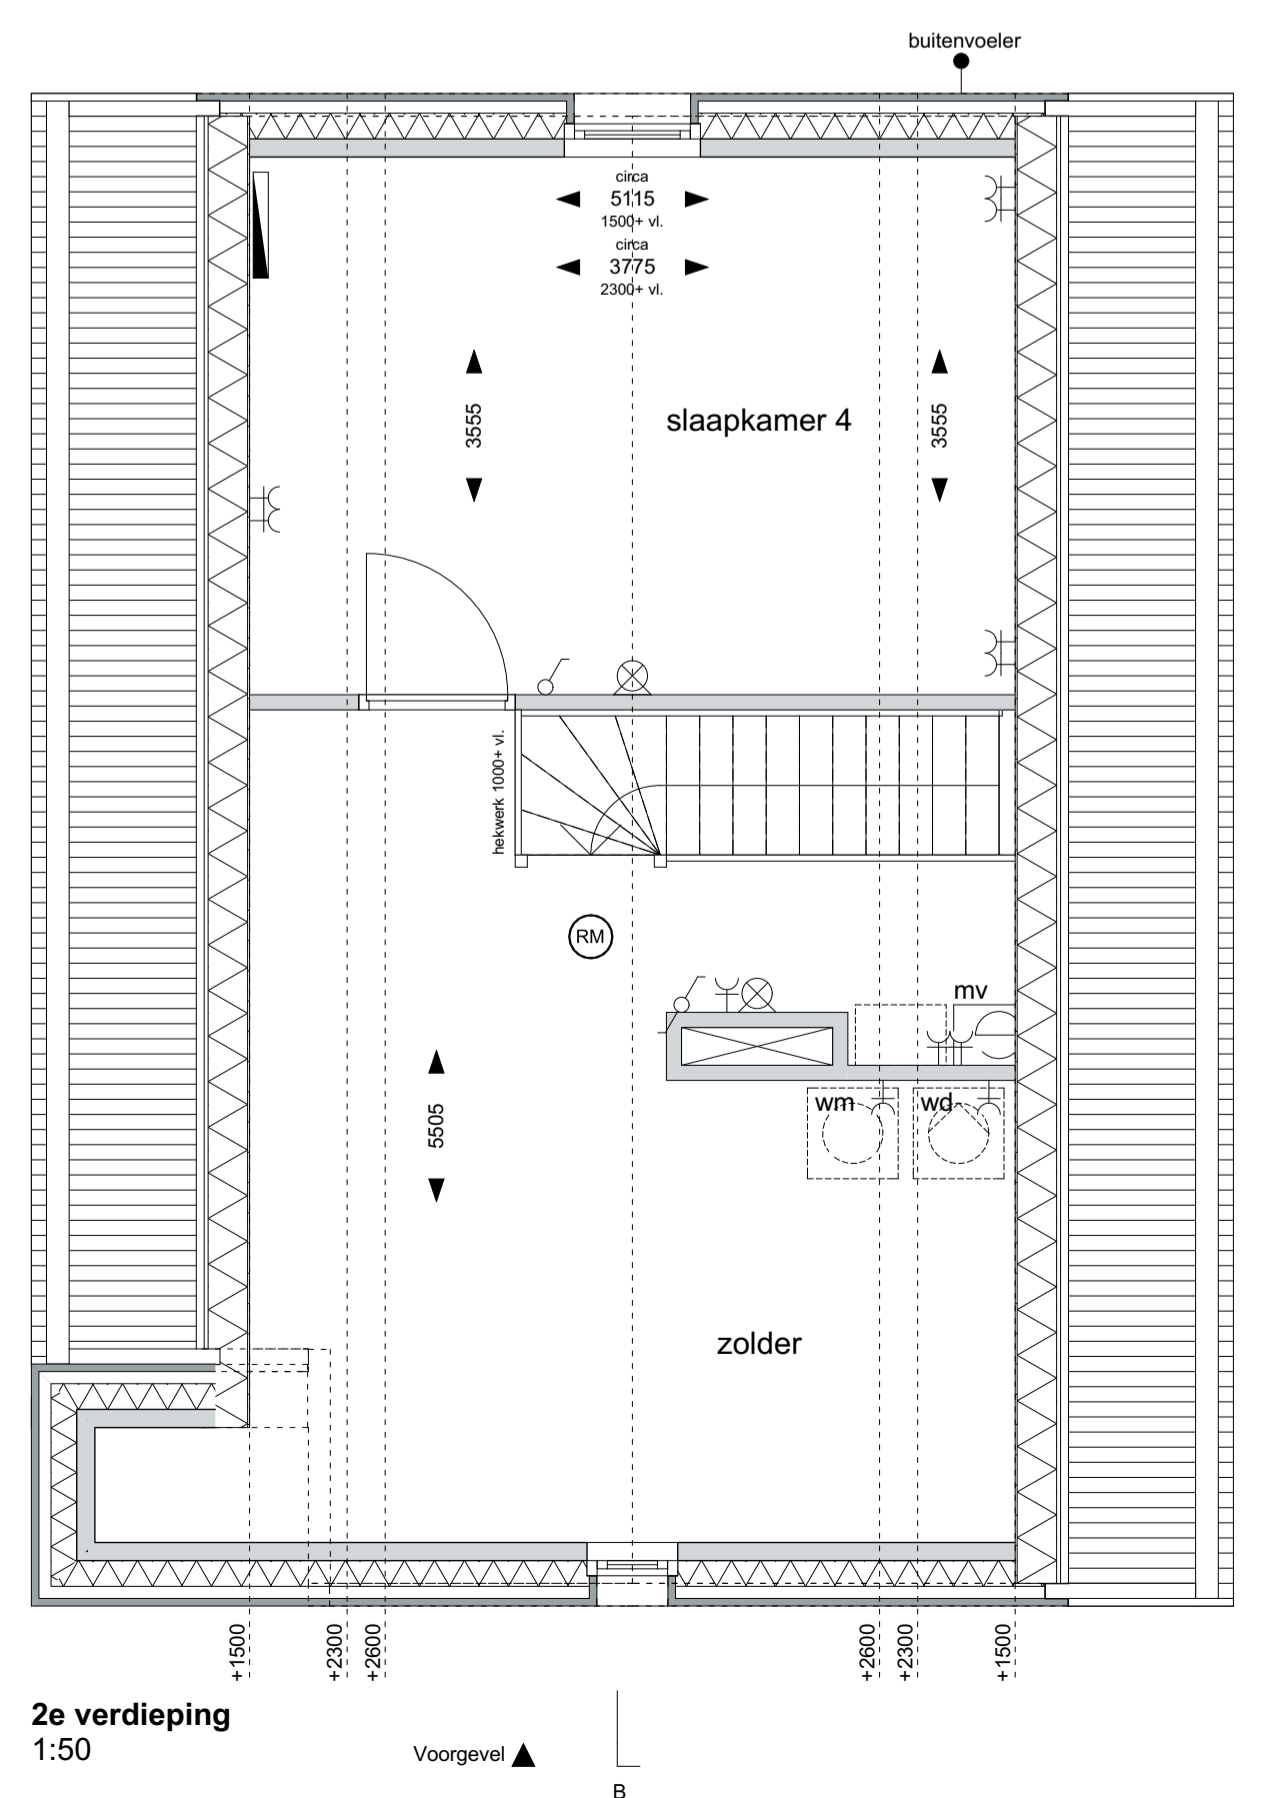 buitenvoeler
circa
5115
1500+ vl.
circa
3775
2300+ vl.
3555
slaapkamer 4
3555
hekwerk 1000+ vl.
RM
mv
wm
wd
5505
zolder
+1500
+2300
+2600
+2600
+2300
+1500
2e verdieping
1:50
Voorgevel
B